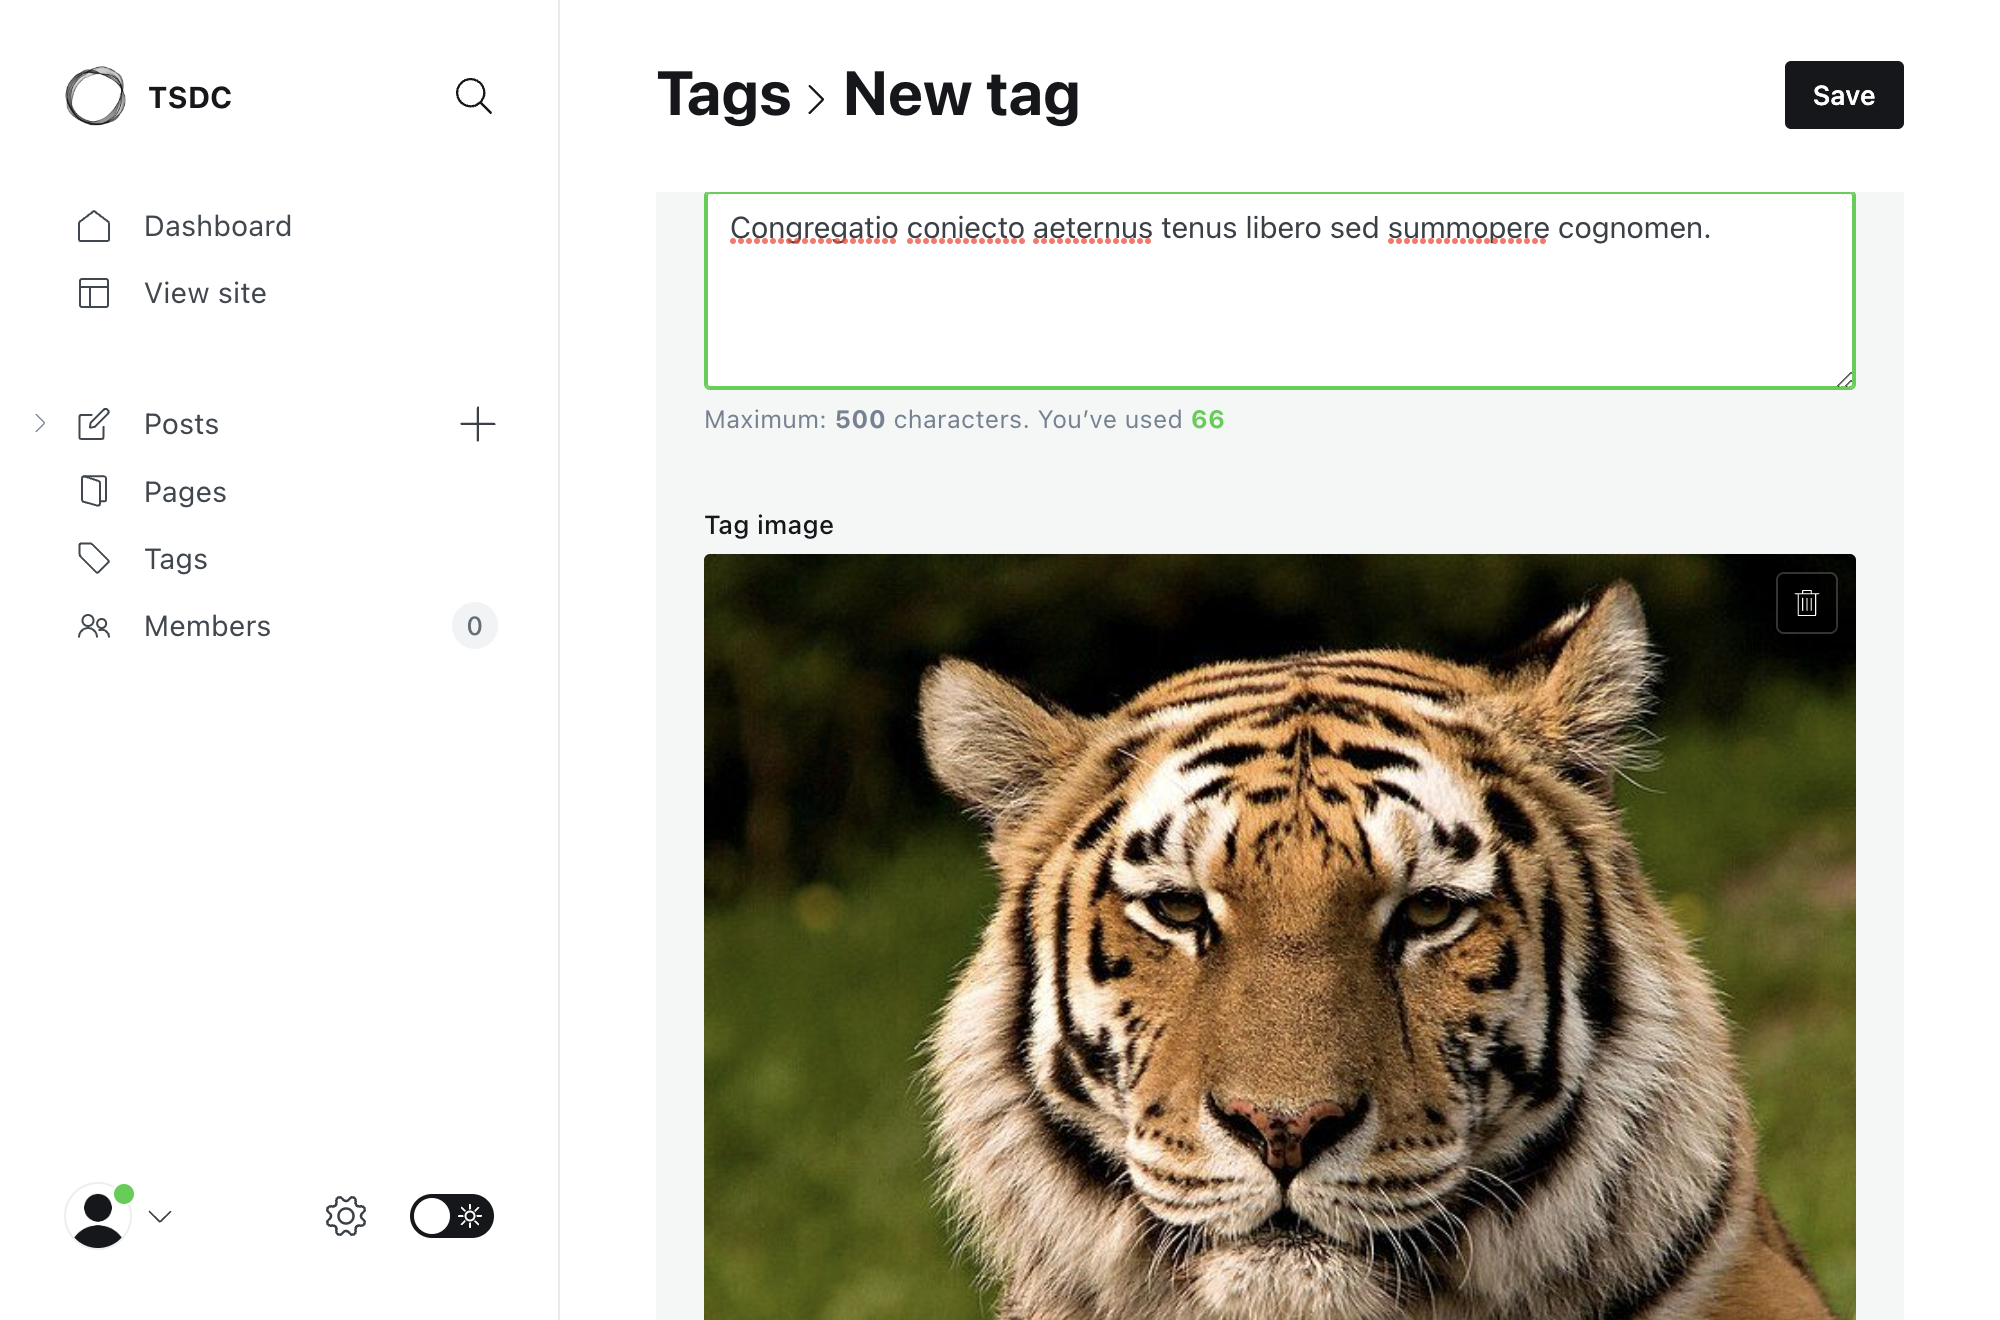 TSDC
Dashboard
View site
Posts
Pages
Tags
Members
0
Tags > New tag
Save
Congregatio coniecto aeternus tenus libero sed summopere cognomen.
Maximum: 500 characters. You’ve used 66
Tag image